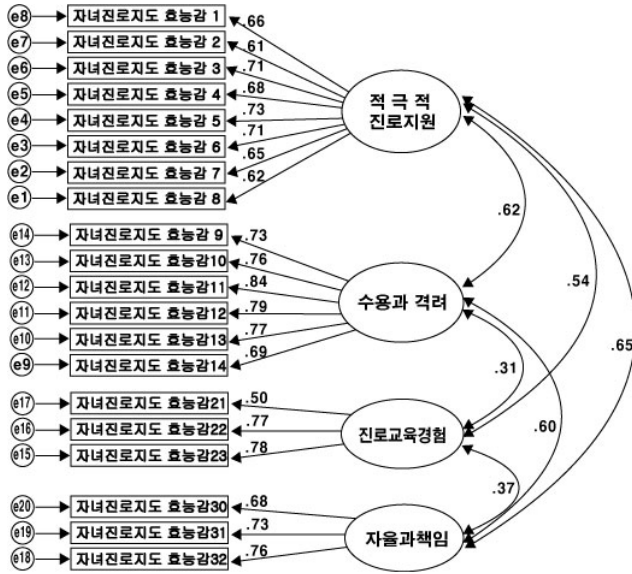 e8 자녀진로지도 효능감 1 .66
e7 자녀진로지도 효능감 2 .61
e6 자녀진로지도 효능감 3 .71
e5 자녀진로지도 효능감 4 .68
e4 자녀진로지도 효능감 5 .73
e3 자녀진로지도 효능감 6 .71
e2 자녀진로지도 효능감 7 .65
e1 자녀진로지도 효능감 8 .62
적 극 적
진로지원
e14 자녀진로지도 효능감 9 .73
e13 자녀진로지도 효능감10 .76
e12 자녀진로지도 효능감11 .84
e11 자녀진로지도 효능감12 .79
e10 자녀진로지도 효능감13 .77
e9 자녀진로지도 효능감14 .69
수용과 격려
e17 자녀진로지도 효능감21 .50
e16 자녀진로지도 효능감22 .77
e15 자녀진로지도 효능감23 .78
진로교육경험
e20 자녀진로지도 효능감30 .68
e19 자녀진로지도 효능감31 .73
e18 자녀진로지도 효능감32 .76
자율과책임
.62
.54
.65
.31
.60
.37